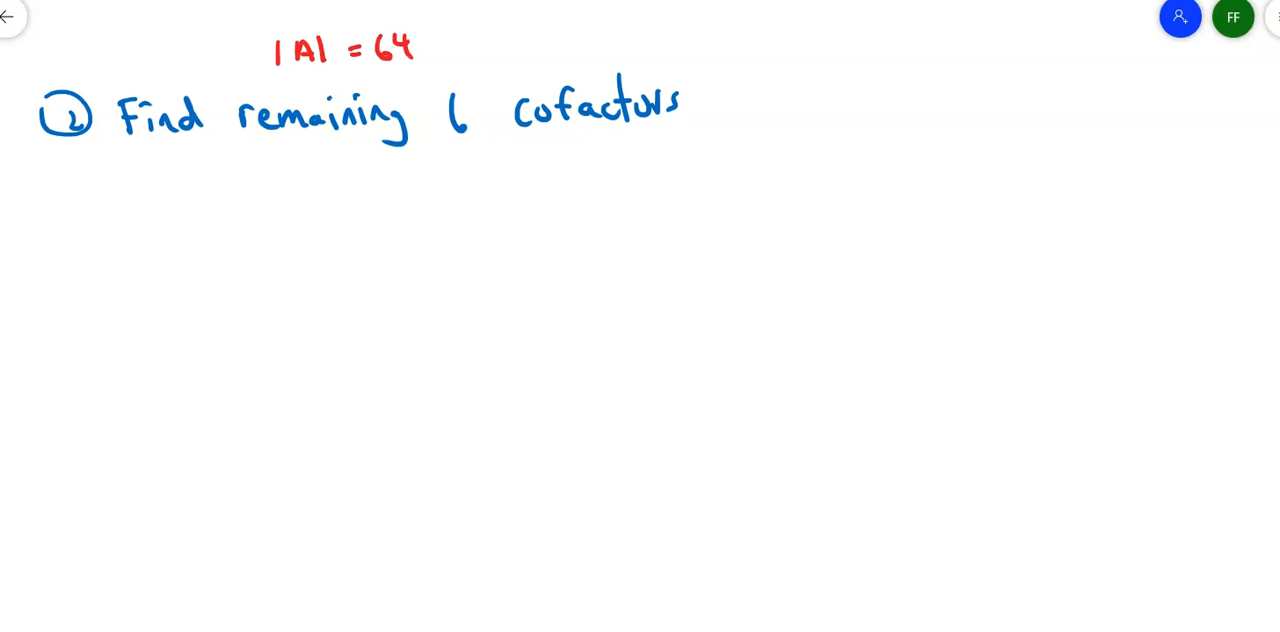 FF
|A| = 64
② Find remaining 6 cofactors